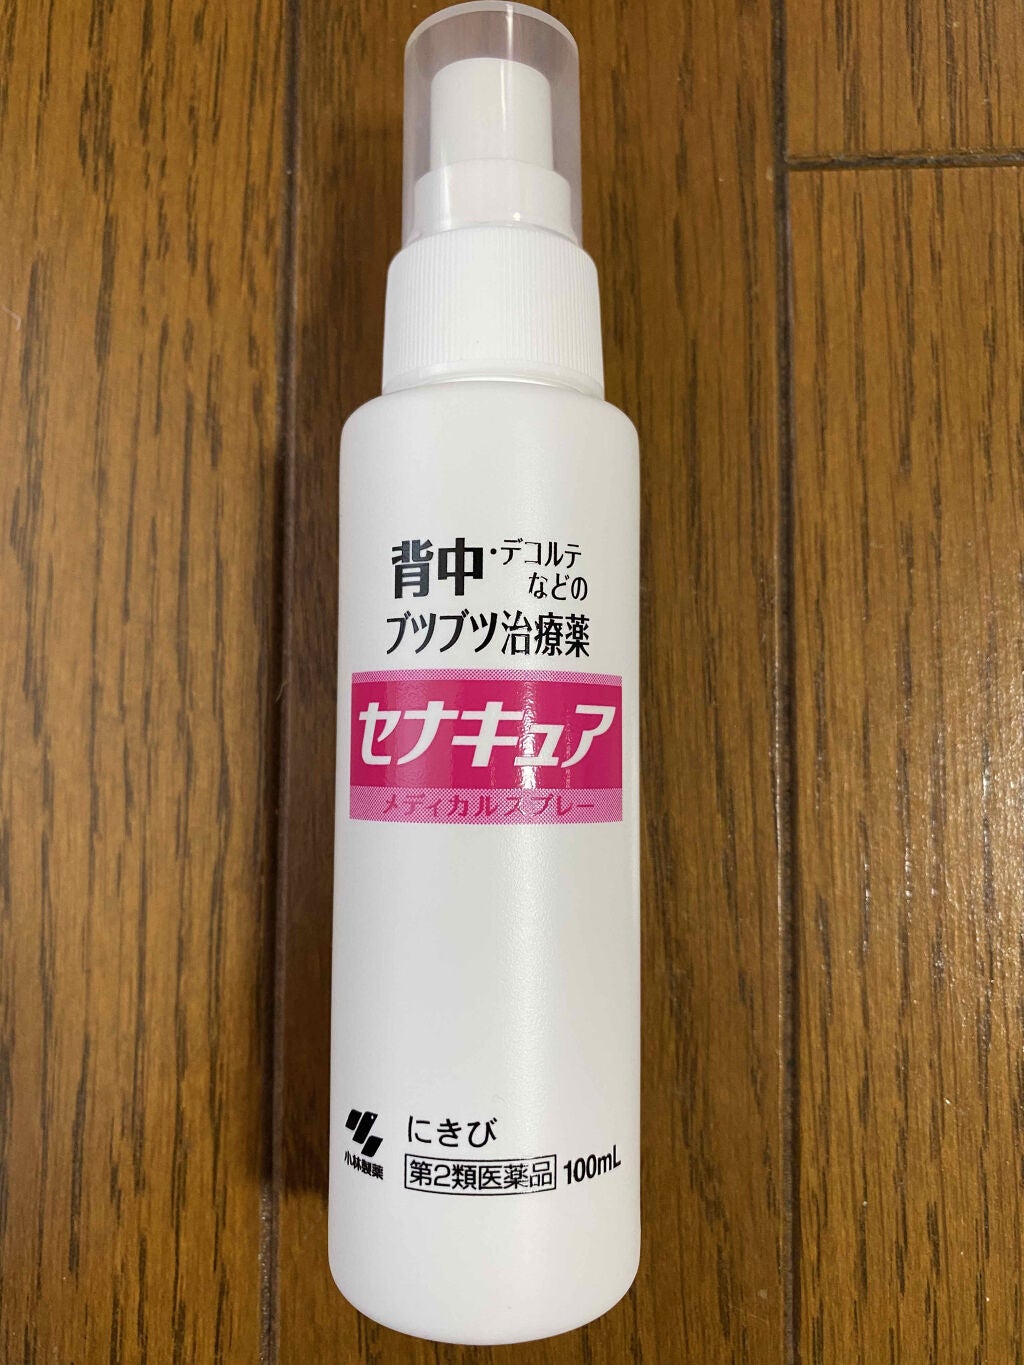 背中・デコルテ
などの
ブツブツ治療薬
セナキュア
メディカルスプレー
にきび
小林製薬
第2類医薬品 100mL